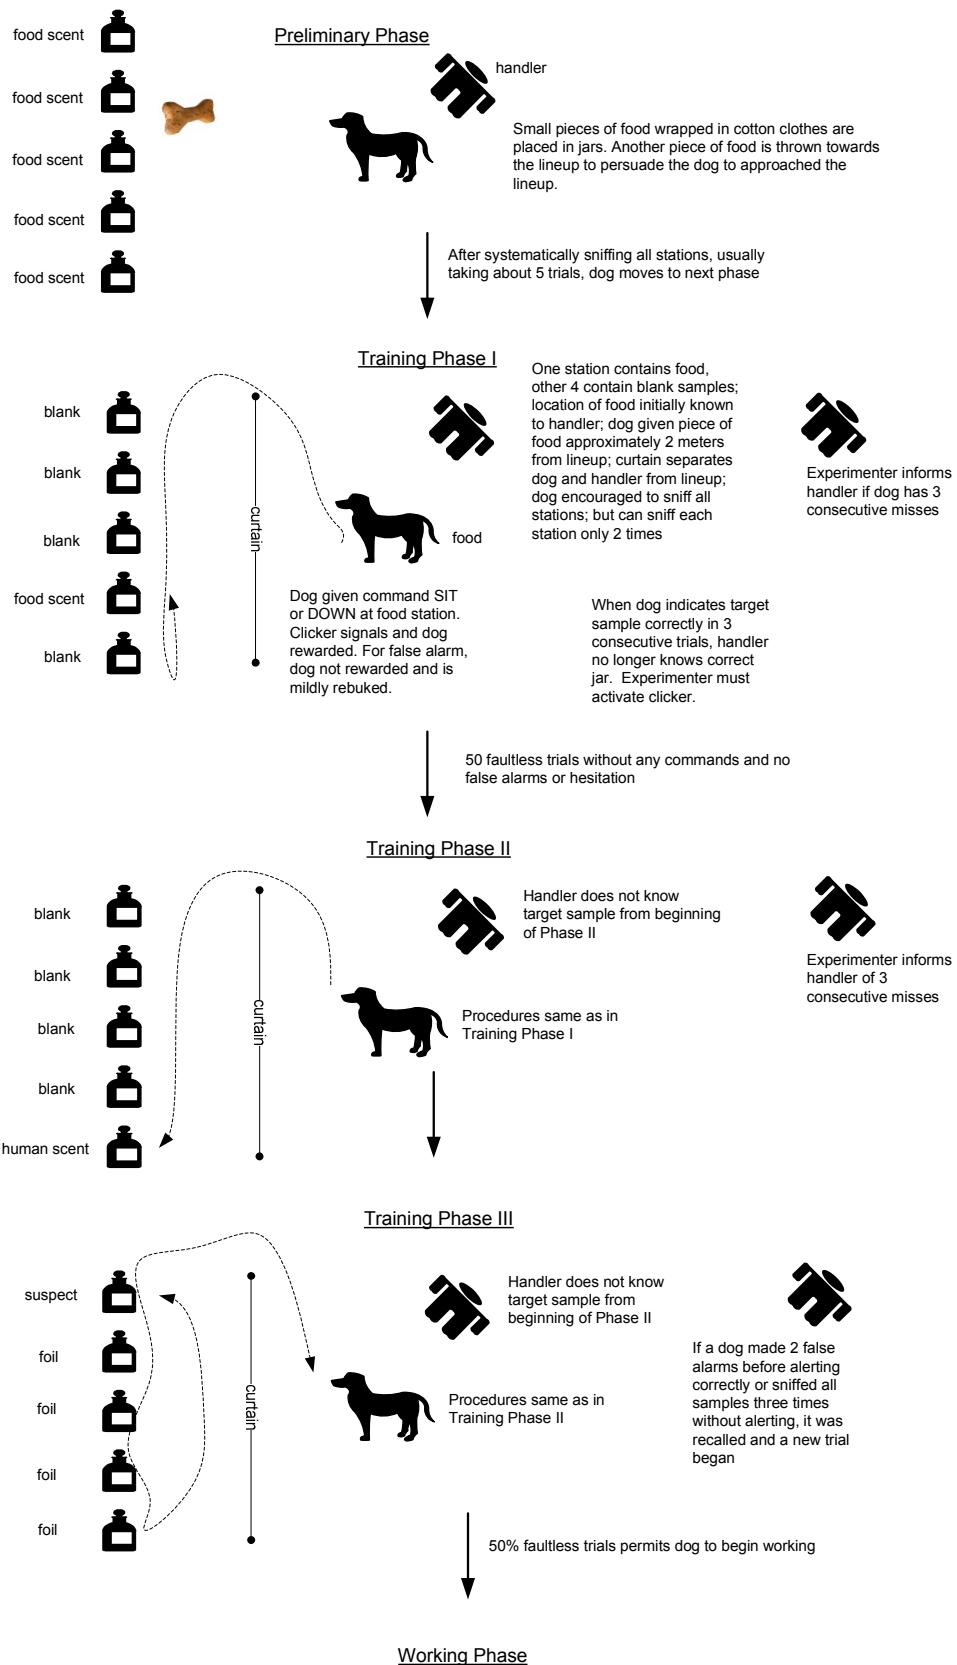 Preliminary Phase
food scent
food scent
food scent
food scent
food scent
handler
Small pieces of food wrapped in cotton clothes are
placed in jars. Another piece of food is thrown towards
the lineup to persuade the dog to approached the
lineup.
After systematically sniffing all stations, usually
taking about 5 trials, dog moves to next phase
Training Phase I
blank
blank
blank
food scent
blank
curtain
food
One station contains food,
other 4 contain blank samples;
location of food initially known
to handler; dog given piece of
food approximately 2 meters
from lineup; curtain separates
dog and handler from lineup;
dog encouraged to sniff all
stations; but can sniff each
station only 2 times
Experimenter informs
handler if dog has 3
consecutive misses
Dog given command SIT
or DOWN at food station.
Clicker signals and dog
rewarded. For false alarm,
dog not rewarded and is
mildly rebuked.
When dog indicates target
sample correctly in 3
consecutive trials, handler
no longer knows correct
jar. Experimenter must
activate clicker.
50 faultless trials without any commands and no
false alarms or hesitation
Training Phase II
blank
blank
blank
blank
human scent
curtain
Handler does not know
target sample from beginning
of Phase II
Experimenter informs
handler of 3
consecutive misses
Procedures same as in
Training Phase I
Training Phase III
suspect
foil
foil
foil
foil
curtain
Handler does not know
target sample from
beginning of Phase II
Procedures same as in
Training Phase II
If a dog made 2 false
alarms before alerting
correctly or sniffed all
samples three times
without alerting, it was
recalled and a new trial
began
50% faultless trials permits dog to begin working
Working Phase